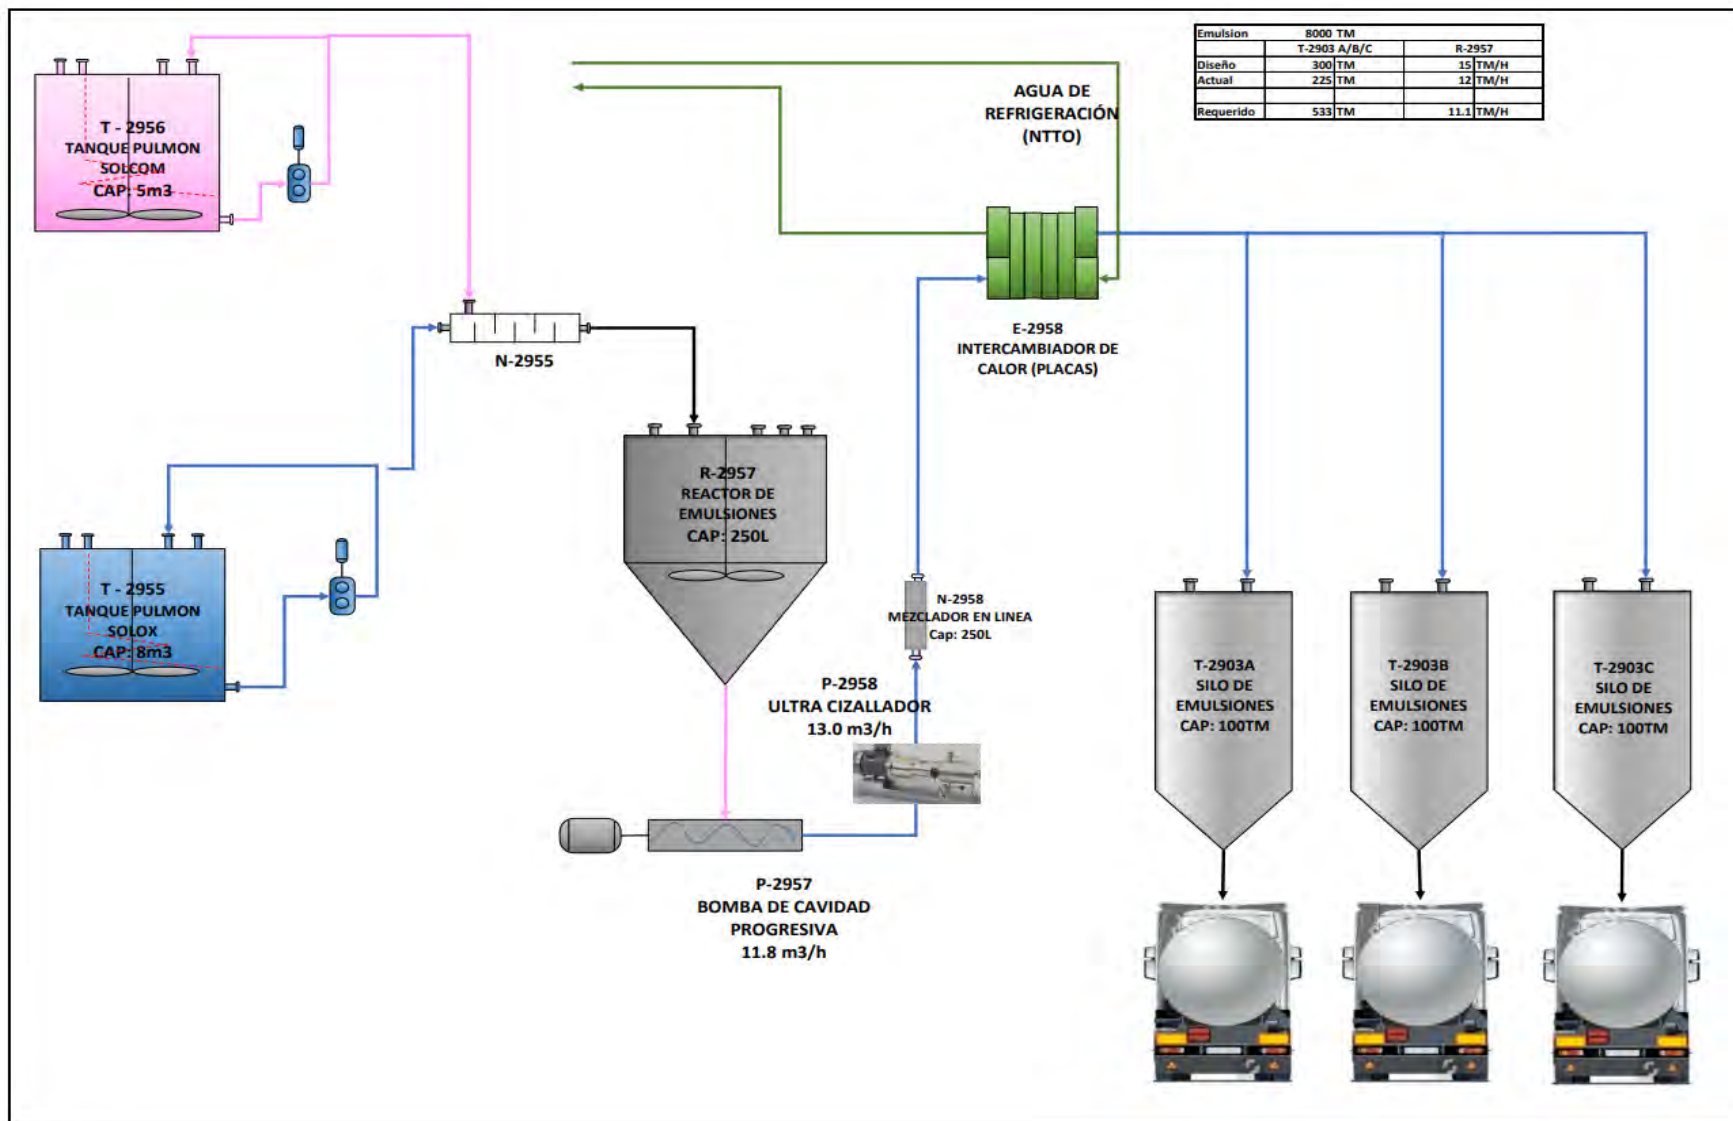 Emulsion 8000 TM
T-2903 A/B/C R-2957
Diseño 300 TM 15 TM/H
Actual 225 TM 12 TM/H
Requerido 533 TM 11.1 TM/H
T - 2956
TANQUE PULMON
SOLCOM
CAP: 5m3
AGUA DE
REFRIGERACIÓN
(NTTO)
N-2955
E-2958
INTERCAMBIADOR DE
CALOR (PLACAS)
R-2957
REACTOR DE
EMULSIONES
CAP: 250L
T - 2955
TANQUE PULMON
SOLOX
CAP: 8m3
N-2958
MEZCLADOR EN LINEA
Cap: 250L
P-2958
ULTRA CIZALLADOR
13.0 m3/h
T-2903A
SILO DE
EMULSIONES
CAP: 100TM
T-2903B
SILO DE
EMULSIONES
CAP: 100TM
T-2903C
SILO DE
EMULSIONES
CAP: 100TM
P-2957
BOMBA DE CAVIDAD
PROGRESIVA
11.8 m3/h